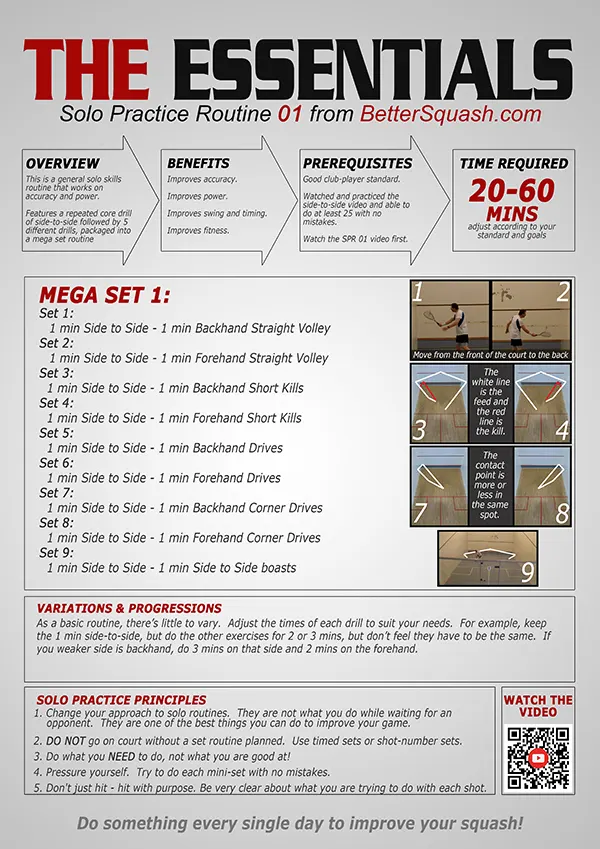 THE ESSENTIALS
Solo Practice Routine 01 from BetterSquash.com
OVERVIEW
This is a general solo skills
routine that works on
accuracy and power.
Features a repeated core drill
of side-to-side followed by 5
different drills, packaged into
a mega set routine
BENEFITS
Improves accuracy.
Improves power.
Improves swing and timing.
Improves fitness.
PREREQUISITES
Good club-player standard.
Watched and practiced the
side-to-side video and able to
do at least 25 with no
mistakes.
Watch the SPR 01 video first.
TIME REQUIRED
20-60
MINS
adjust according to your
standard and goals
MEGA SET 1:
Set 1:
1 min Side to Side - 1 min Backhand Straight Volley
Set 2:
1 min Side to Side - 1 min Forehand Straight Volley
Set 3:
1 min Side to Side - 1 min Backhand Short Kills
Set 4:
1 min Side to Side - 1 min Forehand Short Kills
Set 5:
1 min Side to Side - 1 min Backhand Drives
Set 6:
1 min Side to Side - 1 min Forehand Drives
Set 7:
1 min Side to Side - 1 min Backhand Corner Drives
Set 8:
1 min Side to Side - 1 min Forehand Corner Drives
Set 9:
1 min Side to Side - 1 min Side to Side boasts
1
2
Move from the front of the court to the back
3
The
white line
is the
feed and
the red
line is
the kill.
4
7
The
contact
point is
more or
less in
the same
spot.
8
9
VARIATIONS & PROGRESSIONS
As a basic routine, there's little to vary. Adjust the times of each drill to suit your needs. For example, keep
the 1 min side-to-side, but do the other exercises for 2 or 3 mins, but don't feel they have to be the same. If
you weaker side is backhand, do 3 mins on that side and 2 mins on the forehand.
SOLO PRACTICE PRINCIPLES
1. Change your approach to solo routines. They are not what you do while waiting for an
opponent. They are one of the best things you can do to improve your game.
2. DO NOT go on court without a set routine planned. Use timed sets or shot-number sets.
3. Do what you NEED to do, not what you are good at!
4. Pressure yourself. Try to do each mini-set with no mistakes.
5. Don't just hit - hit with purpose. Be very clear about what you are trying to do with each shot.
WATCH THE
VIDEO
Do something every single day to improve your squash!